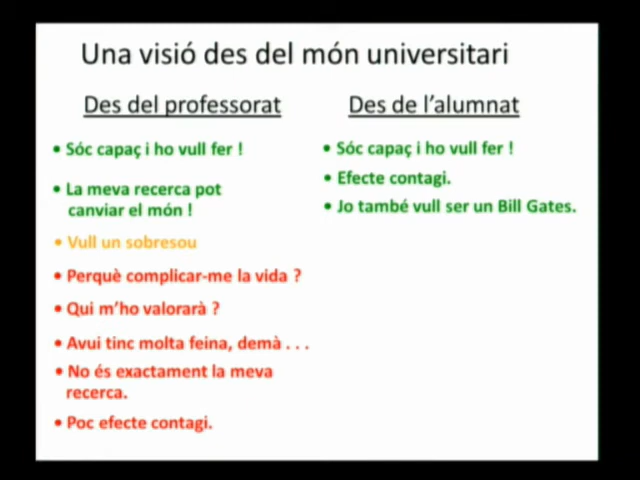 Una visió des del món universitari
Des del professorat
• Sóc capaç i ho vull fer !
• La meva recerca pot
canviar el món !
• Vull un sobresou
• Perquè complicar-me la vida ?
• Qui m’ho valorarà ?
• Avui tinc molta feina, demà . . .
• No és exactament la meva
recerca.
• Poc efecte contagi.
Des de l’alumnat
• Sóc capaç i ho vull fer !
• Efecte contagi.
• Jo també vull ser un Bill Gates.